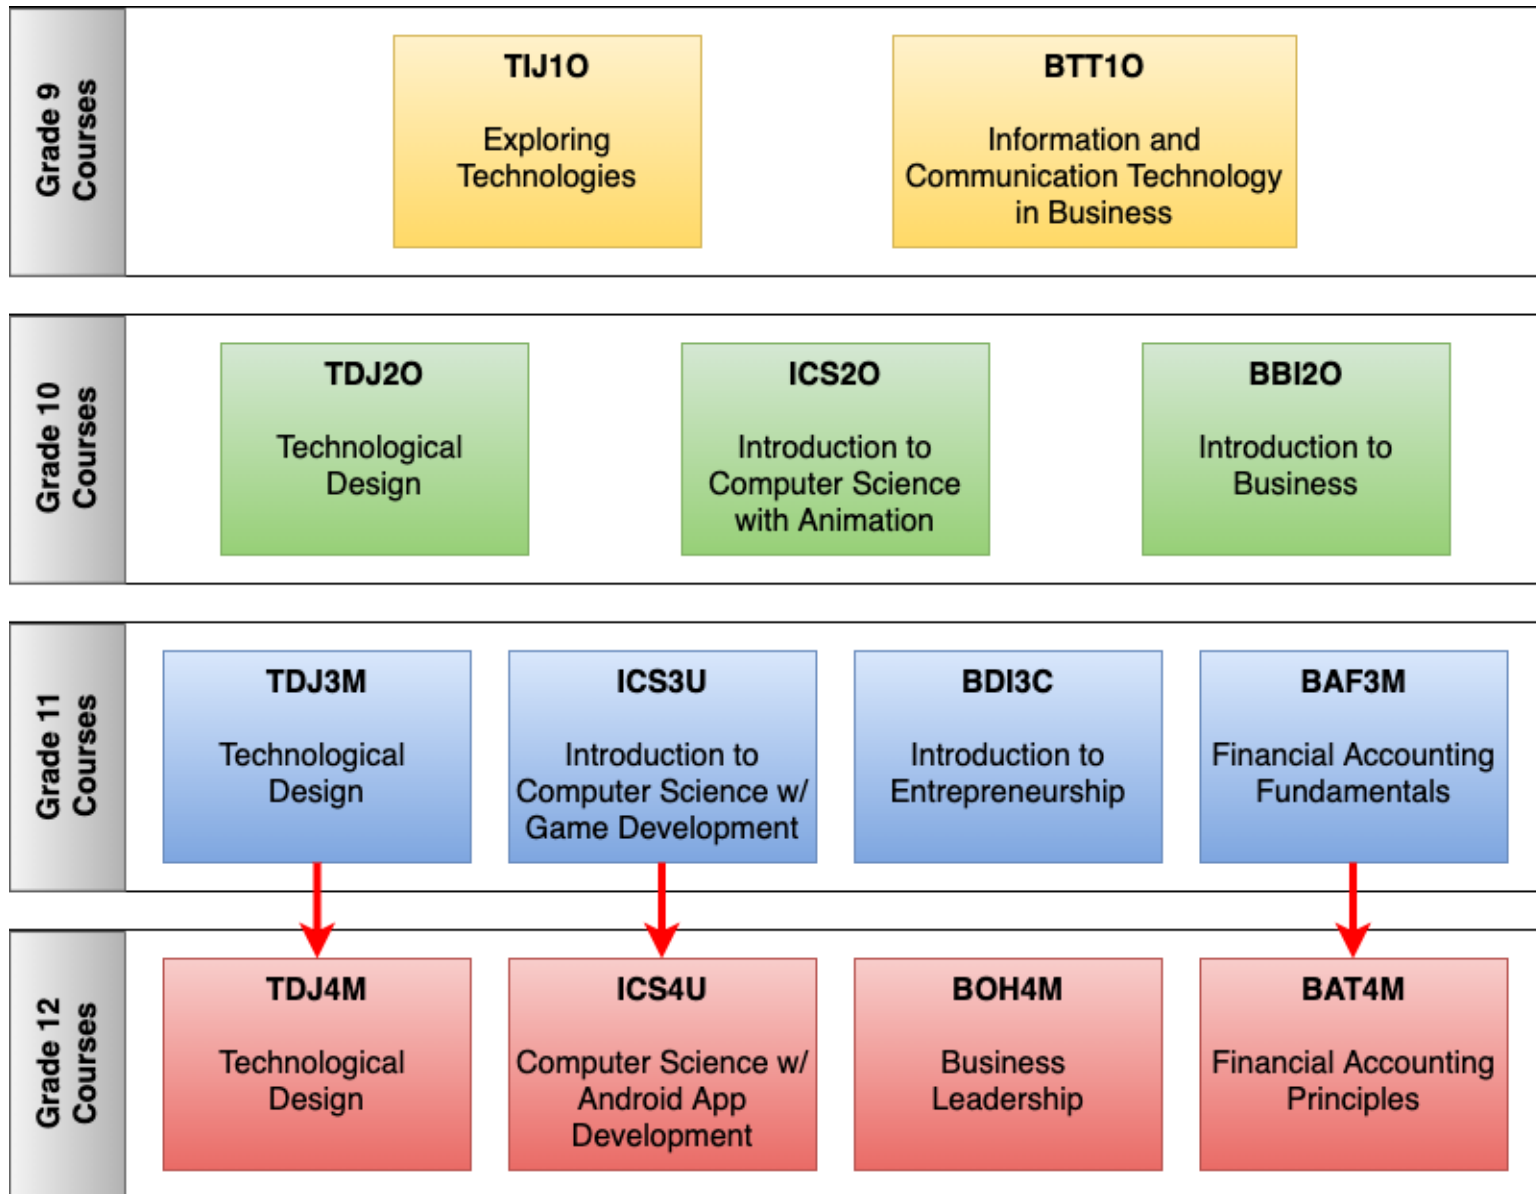 Grade 9
Courses
TIJ1O
Exploring
Technologies
BTT1O
Information and
Communication Technology
in Business
Grade 10
Courses
TDJ2O
Technological
Design
ICS2O
Introduction to
Computer Science
with Animation
BBI2O
Introduction to
Business
Grade 11
Courses
TDJ3M
Technological
Design
ICS3U
Introduction to
Computer Science w/
Game Development
BDI3C
Introduction to
Entrepreneurship
BAF3M
Financial Accounting
Fundamentals
Grade 12
Courses
TDJ4M
Technological
Design
ICS4U
Computer Science w/
Android App
Development
BOH4M
Business
Leadership
BAT4M
Financial Accounting
Principles